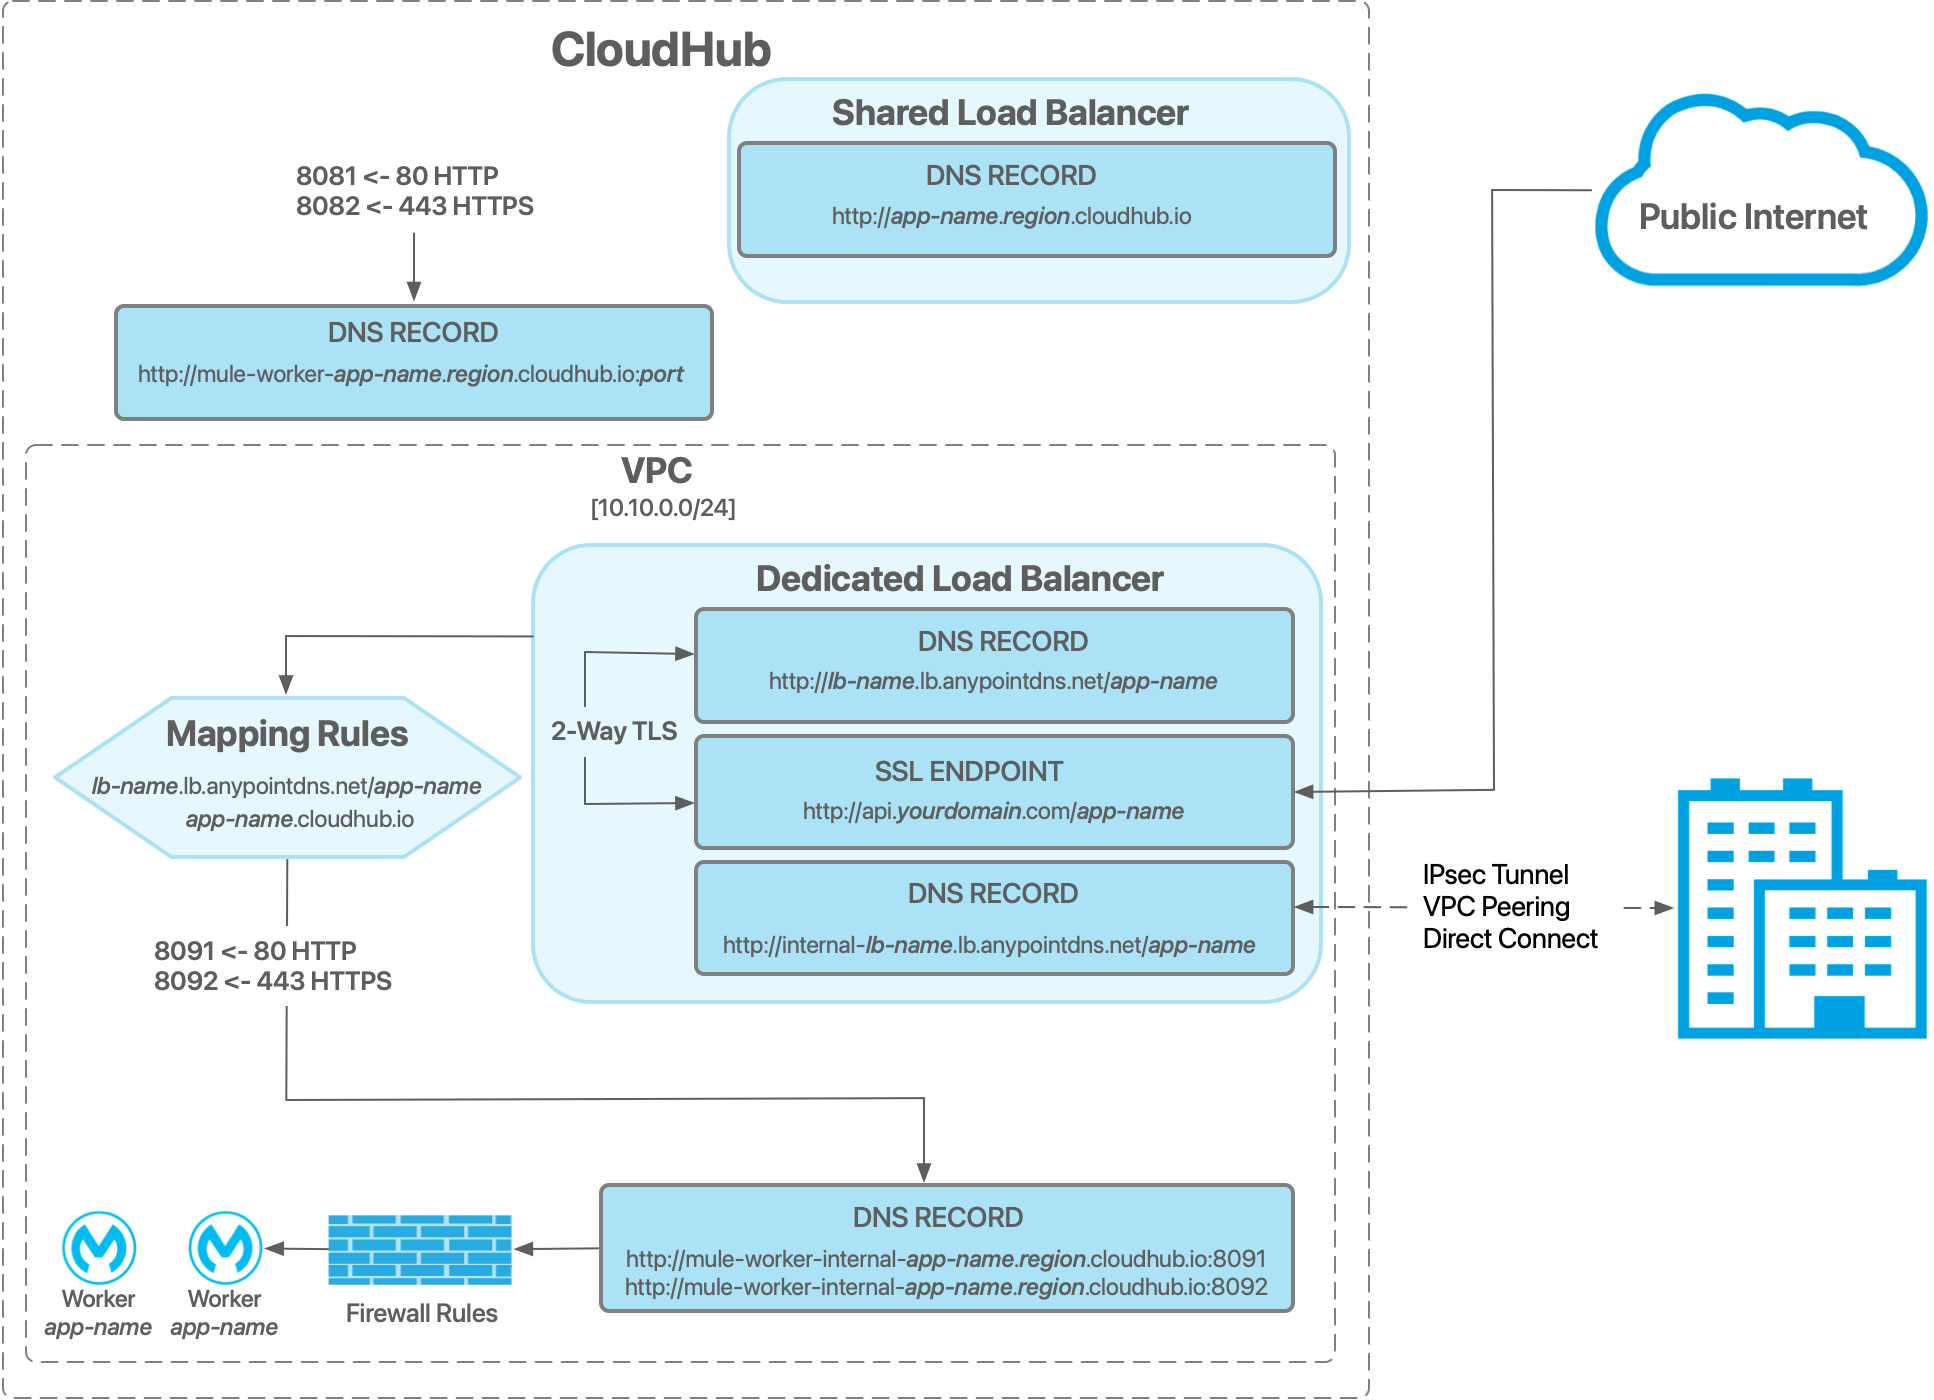 CloudHub
Shared Load Balancer
DNS RECORD
http://app-name.region.cloudhub.io
8081 <- 80 HTTP
8082 <- 443 HTTPS
DNS RECORD
http://mule-worker-app-name.region.cloudhub.io:port
Public Internet
VPC
[10.10.0.0/24]
Dedicated Load Balancer
DNS RECORD
http://lb-name.lb.anypointdns.net/app-name
2-Way TLS
SSL ENDPOINT
http://api.yourdomain.com/app-name
DNS RECORD
http://internal-lb-name.lb.anypointdns.net/app-name
Mapping Rules
lb-name.lb.anypointdns.net/app-name
app-name.cloudhub.io
IPsec Tunnel
VPC Peering
Direct Connect
8091 <- 80 HTTP
8092 <- 443 HTTPS
DNS RECORD
http://mule-worker-internal-app-name.region.cloudhub.io:8091
http://mule-worker-internal-app-name.region.cloudhub.io:8092
Firewall Rules
Worker
app-name
Worker
app-name